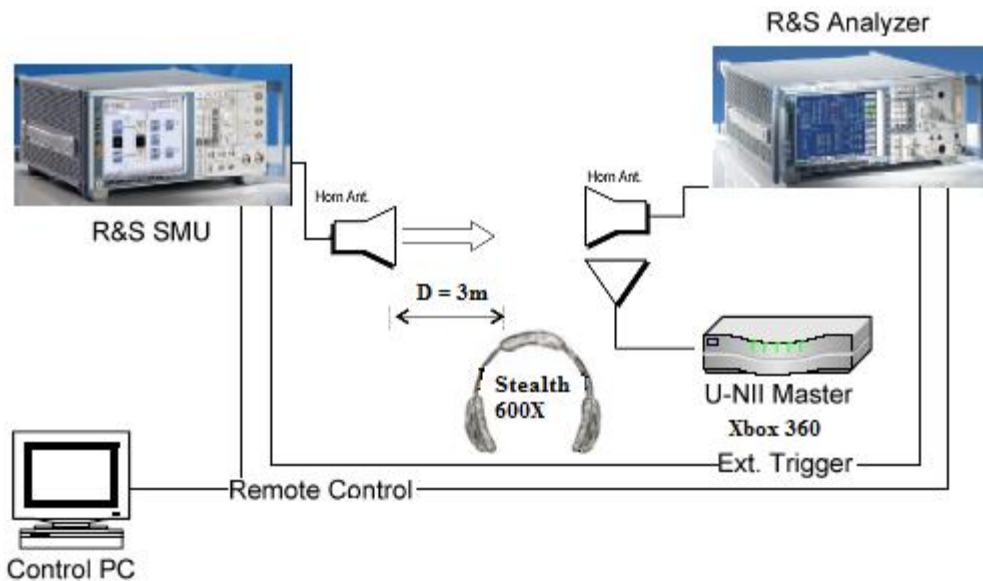 R&S Analyzer
R&S SMU
Horn Ant.
Horn Ant.
D = 3m
Stealth
600X
U-NII Master
Xbox 360
Ext. Trigger
Remote Control
Control PC